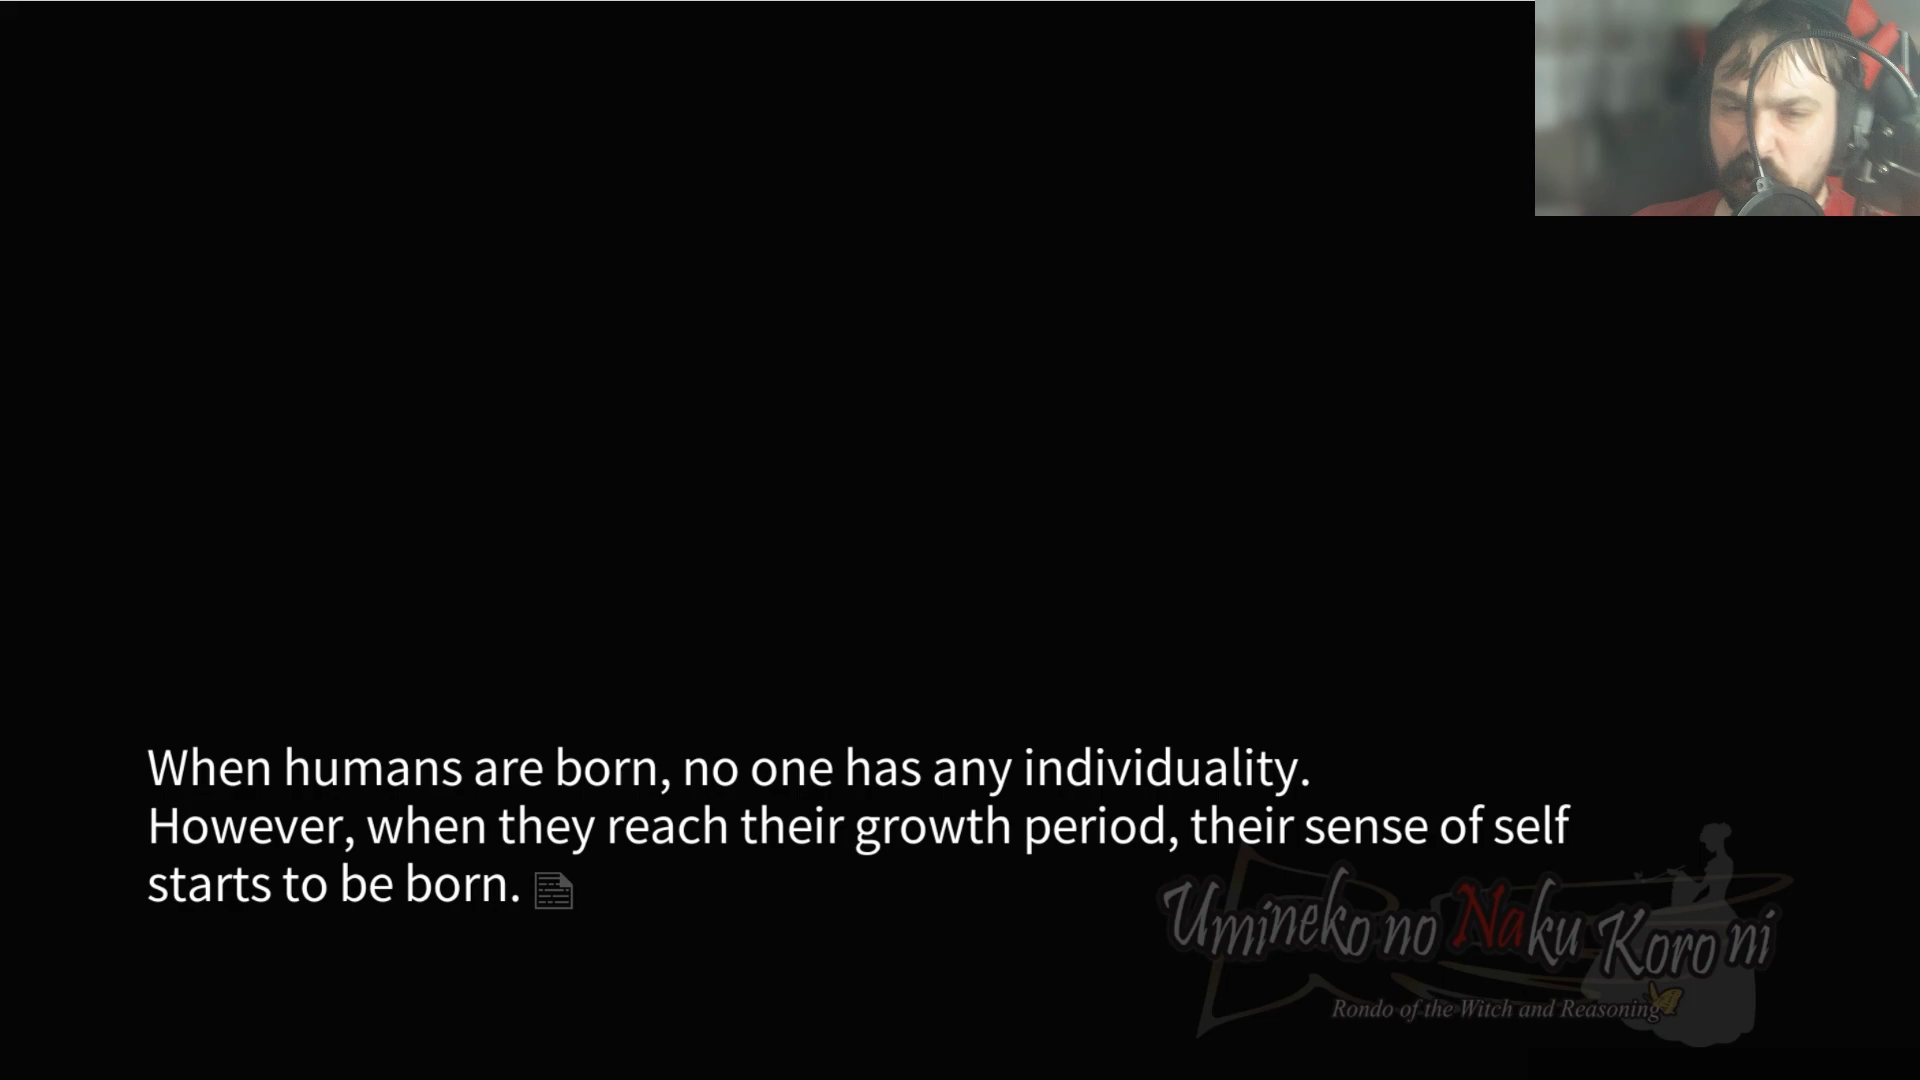 When humans are born, no one has any individuality.
However, when they reach their growth period, their sense of self
starts to be born.
Umineko no Naku Koro ni
Rondo of the Witch and Reasoning